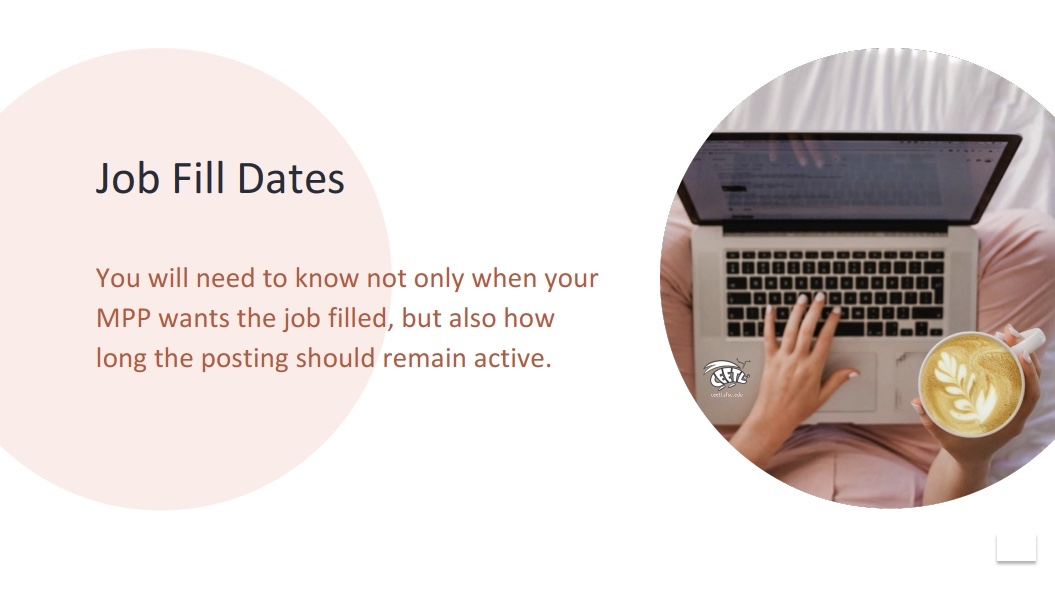 Job Fill Dates
You will need to know not only when your
MPP wants the job filled, but also how
long the posting should remain active.
CEETL